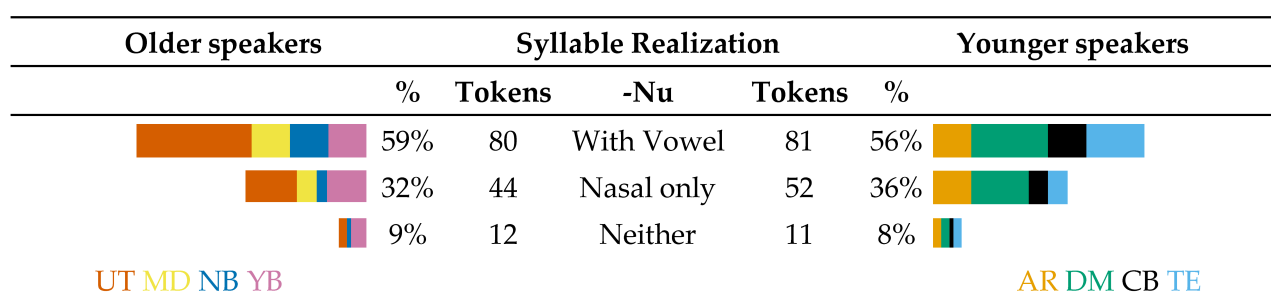 Older speakers Syllable Realization Younger speakers
% Tokens -Nu Tokens %
59% 80 With Vowel 81 56%
32% 44 Nasal only 52 36%
9% 12 Neither 11 8%
UT MD NB YB AR DM CB TE